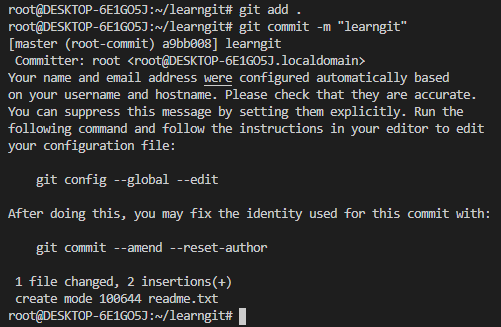 root@DESKTOP-6E1GO5J:~/learngit# git add .
root@DESKTOP-6E1GO5J:~/learngit# git commit -m "learngit"
[master (root-commit) a9bb008] learngit
 Committer: root <root@DESKTOP-6E1GO5J.localdomain>
Your name and email address were configured automatically based
on your username and hostname. Please check that they are accurate.
You can suppress this message by setting them explicitly. Run the
following command and follow the instructions in your editor to edit
your configuration file:

    git config --global --edit

After doing this, you may fix the identity used for this commit with:

    git commit --amend --reset-author

 1 file changed, 2 insertions(+)
 create mode 100644 readme.txt
root@DESKTOP-6E1GO5J:~/learngit#